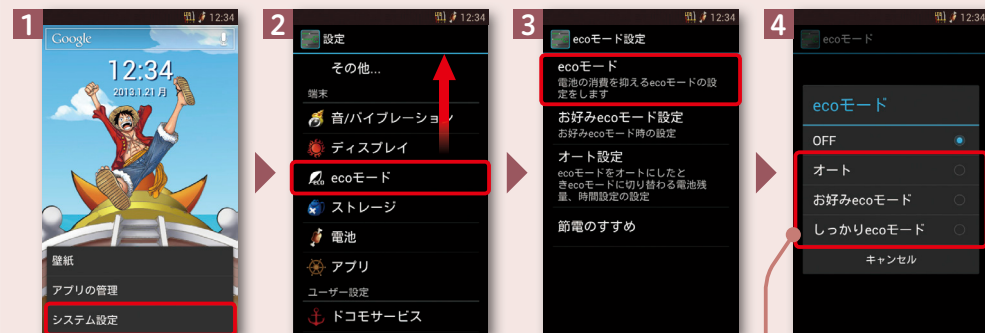 1
12:34
Google
12:34
2013.1.21 月
壁紙
アプリの管理
システム設定
2
12:34
設定
その他...
端末
音/バイブレーション
ディスプレイ
ecoモード
ストレージ
電池
アプリ
ユーザー設定
ドコモサービス
3
12:34
ecoモード設定
ecoモード
電池の消費を抑えるecoモードの設
定をします
お好みecoモード設定
お好みecoモード時の設定
オート設定
ecoモードをオートにしたと
きecoモードに切り替わる電池残
量、時間設定の設定
節電のすすめ
4
12:34
ecoモード
ecoモード
OFF
オート
お好みecoモード
しっかりecoモード
キャンセル